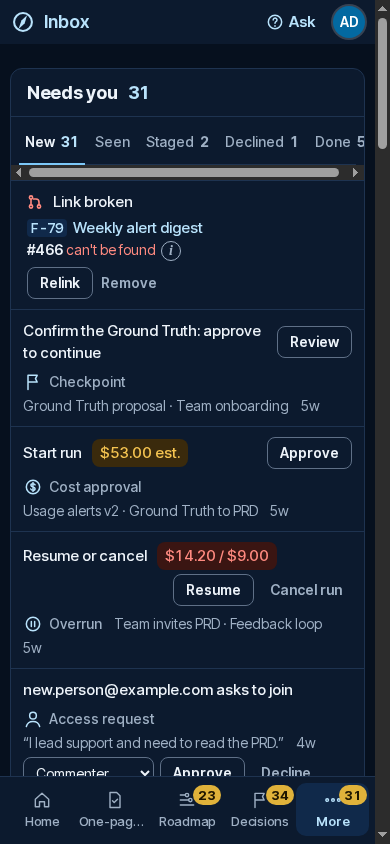 Inbox
Ask
AD
Needs you 31
New 31 Seen Staged 2 Declined 1 Done 5
Link broken
F-79 Weekly alert digest
#466 can't be found i
Relink Remove
Confirm the Ground Truth: approve
to continue
Review
Checkpoint
Ground Truth proposal · Team onboarding 5w
Start run $53.00 est. Approve
Cost approval
Usage alerts v2 · Ground Truth to PRD 5w
Resume or cancel $14.20 / $9.00
Resume Cancel run
Overrun Team invites PRD · Feedback loop
5w
new.person@example.com asks to join
Access request
“I lead support and need to read the PRD.” 4w
Commenter Approve Decline
23 34 31
Home One-pag… Roadmap Decisions More